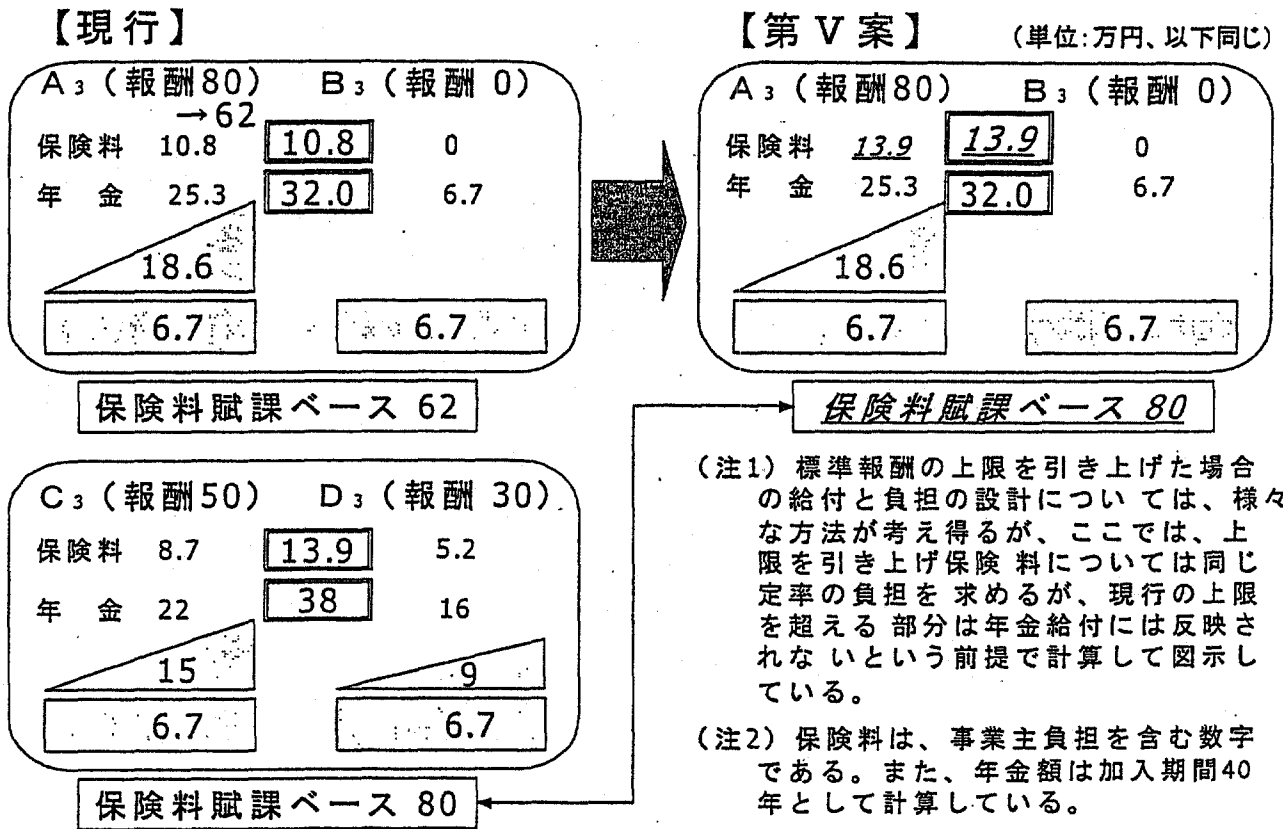 【現行】
A₃（報酬80） B₃（報酬 0）
→62
保険料 10.8 10.8 0
年 金 25.3 32.0 6.7
18.6
6.7 6.7
保険料賦課ベース 62
C₃（報酬50） D₃（報酬 30）
保険料 8.7 13.9 5.2
年 金 22 38 16
15 9
6.7 6.7
保険料賦課ベース 80
【第Ⅴ案】 （単位:万円、以下同じ）
A₃（報酬80） B₃（報酬 0）
保険料 13.9 13.9 0
年 金 25.3 32.0 6.7
18.6
6.7 6.7
保険料賦課ベース 80
（注1）標準報酬の上限を引き上げた場合
の給付と負担の設計につい ては、様々
な方法が考え得るが、ここでは、上
限を引き上げ保険 料については同じ
定率の負担を 求めるが、現行の上限
を超える 部分は年金給付には反映さ
れな いという前提で計算して図示し
ている。
（注2）保険料は、事業主負担を含む数字
である。また、年金額は加入期間40
年として計算している。